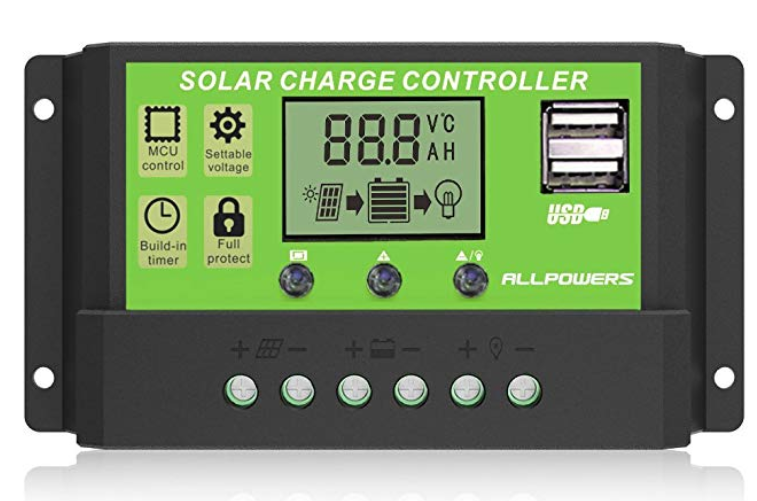 SOLAR CHARGE CONTROLLER
MCU
control
Settable
voltage
Build-in
timer
Full
protect
88.8 V°C
AH
USB
ALLPOWERS
+ −
+ −
+ −